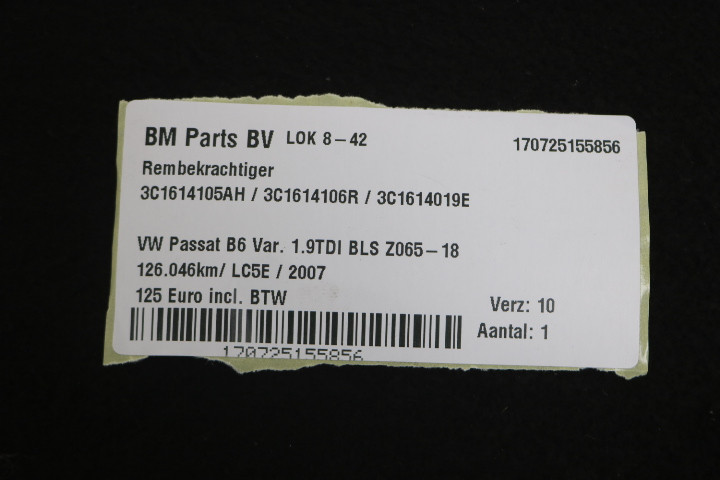 BM Parts BV LOK 8-42 170725155856
Rembekrachtiger
3C1614105AH / 3C1614106R / 3C1614019E
VW Passat B6 Var. 1.9TDI BLS Z065-18
126.046km/ LC5E / 2007
125 Euro incl. BTW
Verz: 10
Aantal: 1
170725155856